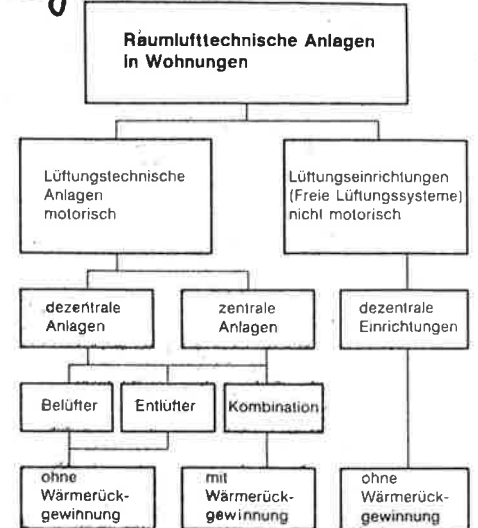 Raumlufttechnische Anlagen
in Wohnungen
Lüftungstechnische
Anlagen
motorisch
Lüftungseinrichtungen
(Freie Lüftungssysteme)
nicht motorisch
dezentrale
Anlagen
zentrale
Anlagen
dezentrale
Einrichtungen
Belüfter
Entlüfter
Kombination
ohne
Wärmerück-
gewinnung
mit
Wärmerück-
gewinnung
ohne
Wärmerück-
gewinnung